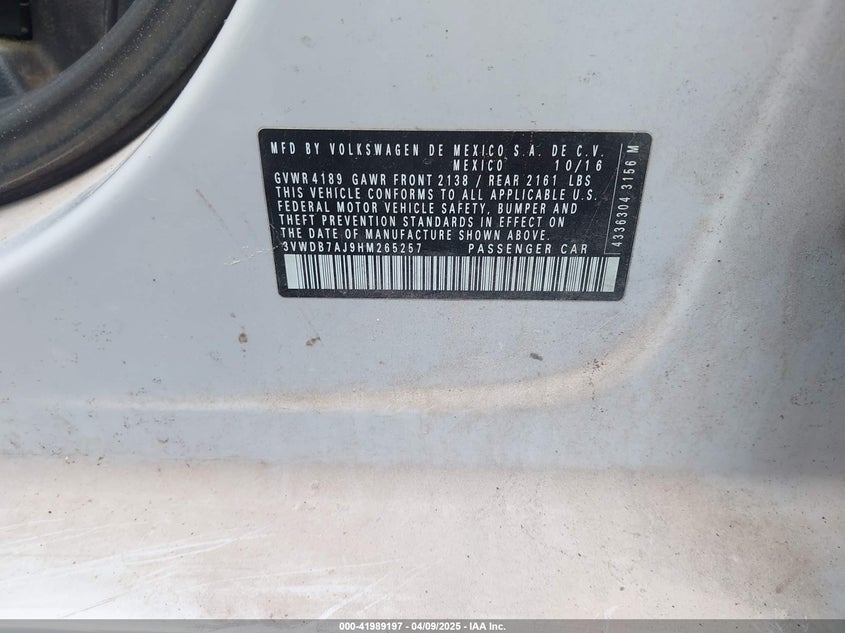 MFD BY VOLKSWAGEN DE MEXICO S.A. DE C.V.
MEXICO 10/16
GVWR 4189 GAWR FRONT 2138 / REAR 2161 LBS
THIS VEHICLE CONFORMS TO ALL APPLICABLE U.S.
FEDERAL MOTOR VEHICLE SAFETY, BUMPER AND
THEFT PREVENTION STANDARDS IN EFFECT ON
THE DATE OF MANUFACTURE SHOWN ABOVE.
3VWDB7AJ9HM265257 PASSENGER CAR
4336304 3156 M
000-41989197 - 04/09/2025 - IAA Inc.